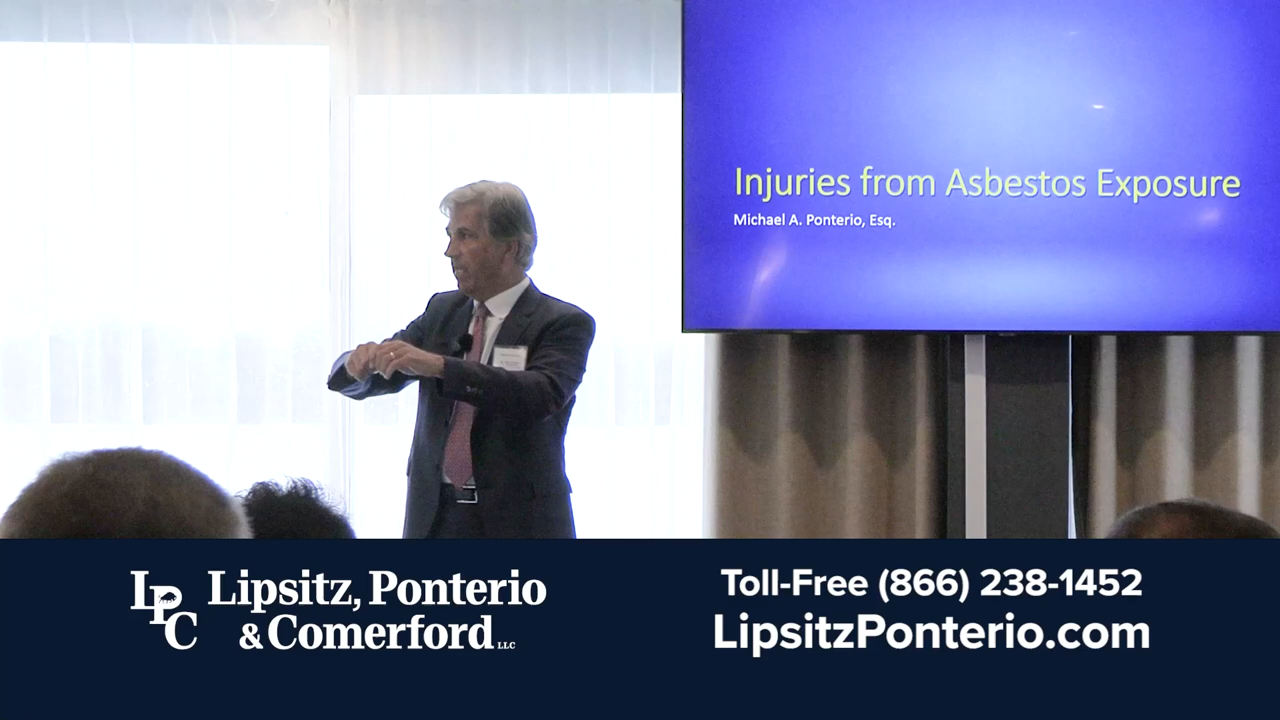 Injuries from Asbestos Exposure
Michael A. Ponterio, Esq.
LPC
Lipsitz, Ponterio
& Comerford LLC
Toll-Free (866) 238-1452
LipsitzPonterio.com